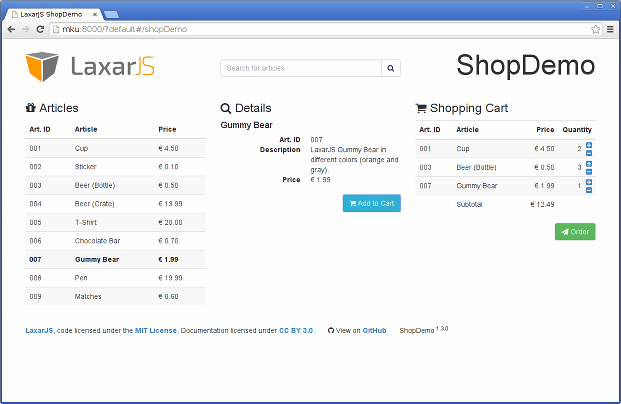 LaxarJS ShopDemo
mku:8000/?default#/shopDemo
LaxarJS
Search for articles
ShopDemo
Articles
Art. ID Article Price
001 Cup € 4.50
002 Sticker € 0.10
003 Beer (Bottle) € 0.50
004 Beer (Crate) € 13.99
005 T-Shirt € 20.00
006 Chocolate Bar € 0.70
007 Gummy Bear € 1.99
008 Pen € 19.99
009 Matches € 0.60
Details
Gummy Bear
Art. ID 007
Description LaxarJS Gummy Bear in
different colors (orange and
gray).
Price € 1.99
Add to Cart
Shopping Cart
Art. ID Article Price Quantity
001 Cup € 4.50 2
003 Beer (Bottle) € 0.50 3
007 Gummy Bear € 1.99 1
Subtotal € 12.49
Order
LaxarJS, code licensed under the MIT License. Documentation licensed under CC BY 3.0. View on GitHub ShopDemo 1.3.0